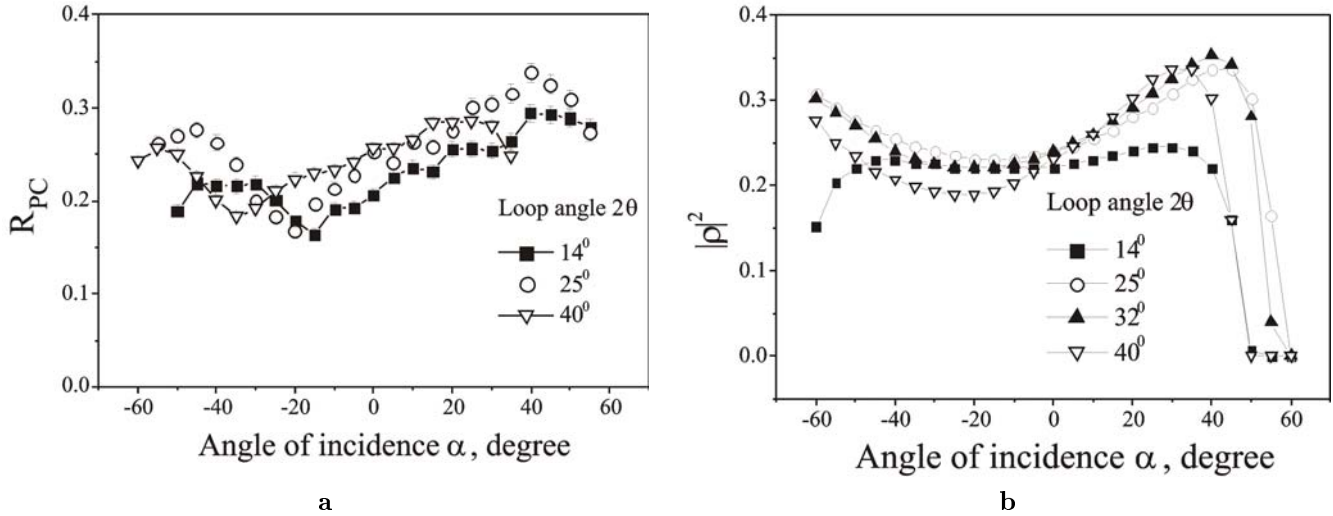 0.4
0.3
0.2
0.1
0.0
R_PC
-60 -40 -20 0 20 40 60
Angle of incidence α, degree
Loop angle 2θ
14⁰
25⁰
40⁰
a
0.4
0.3
0.2
0.1
0.0
|ρ|²
-60 -40 -20 0 20 40 60
Angle of incidence α, degree
Loop angle 2θ
14⁰
25⁰
32⁰
40⁰
b